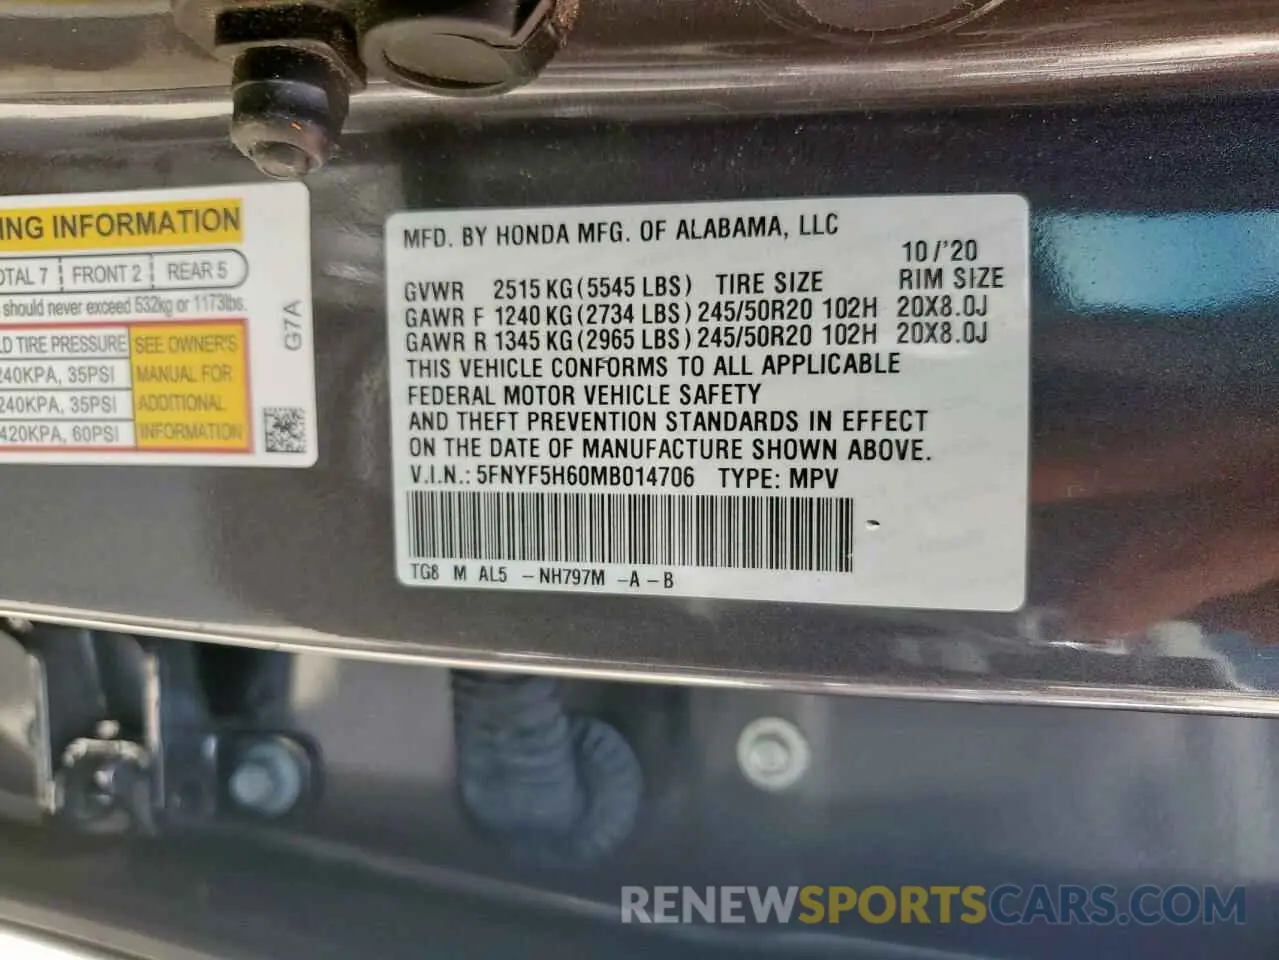 ING INFORMATION
OTAL 7 FRONT 2 REAR 5
should never exceed 532kg or 1173lbs.
LD TIRE PRESSURE
240KPA, 35PSI
240KPA, 35PSI
420KPA, 60PSI
SEE OWNER'S
MANUAL FOR
ADDITIONAL
INFORMATION
G7A
MFD. BY HONDA MFG. OF ALABAMA, LLC
10/'20
GVWR 2515 KG (5545 LBS) TIRE SIZE RIM SIZE
GAWR F 1240 KG (2734 LBS) 245/50R20 102H 20X8.0J
GAWR R 1345 KG (2965 LBS) 245/50R20 102H 20X8.0J
THIS VEHICLE CONFORMS TO ALL APPLICABLE
FEDERAL MOTOR VEHICLE SAFETY
AND THEFT PREVENTION STANDARDS IN EFFECT
ON THE DATE OF MANUFACTURE SHOWN ABOVE.
V.I.N.: 5FNYF5H60MB014706 TYPE: MPV
TG8 M AL5 - NH797M - A - B
RENEWSPORTSCARS.COM